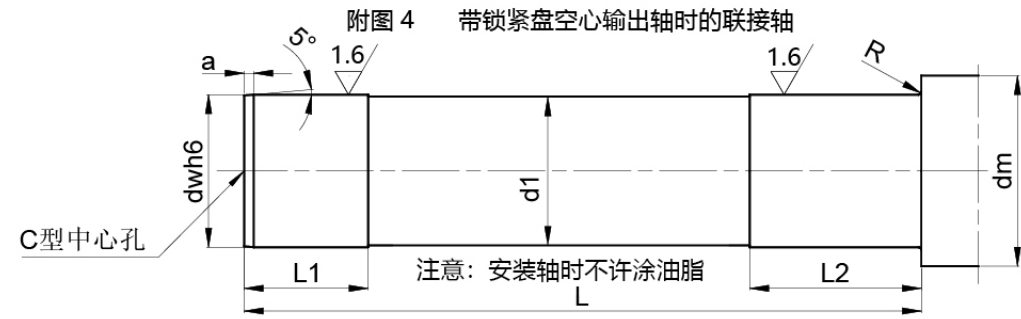 附图 4 带锁紧盘空心输出轴时的联接轴
5°
1.6
1.6
R
a
dwh6
d1
dm
C型中心孔
L1
注意：安装轴时不许涂油脂
L2
L